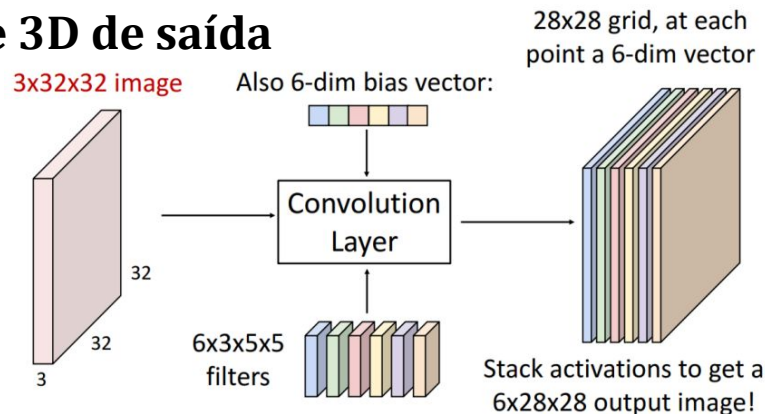 e 3D de saída
3x32x32 image
32
32
3
Also 6-dim bias vector:
Convolution
Layer
6x3x5x5
filters
28x28 grid, at each
point a 6-dim vector
Stack activations to get a
6x28x28 output image!